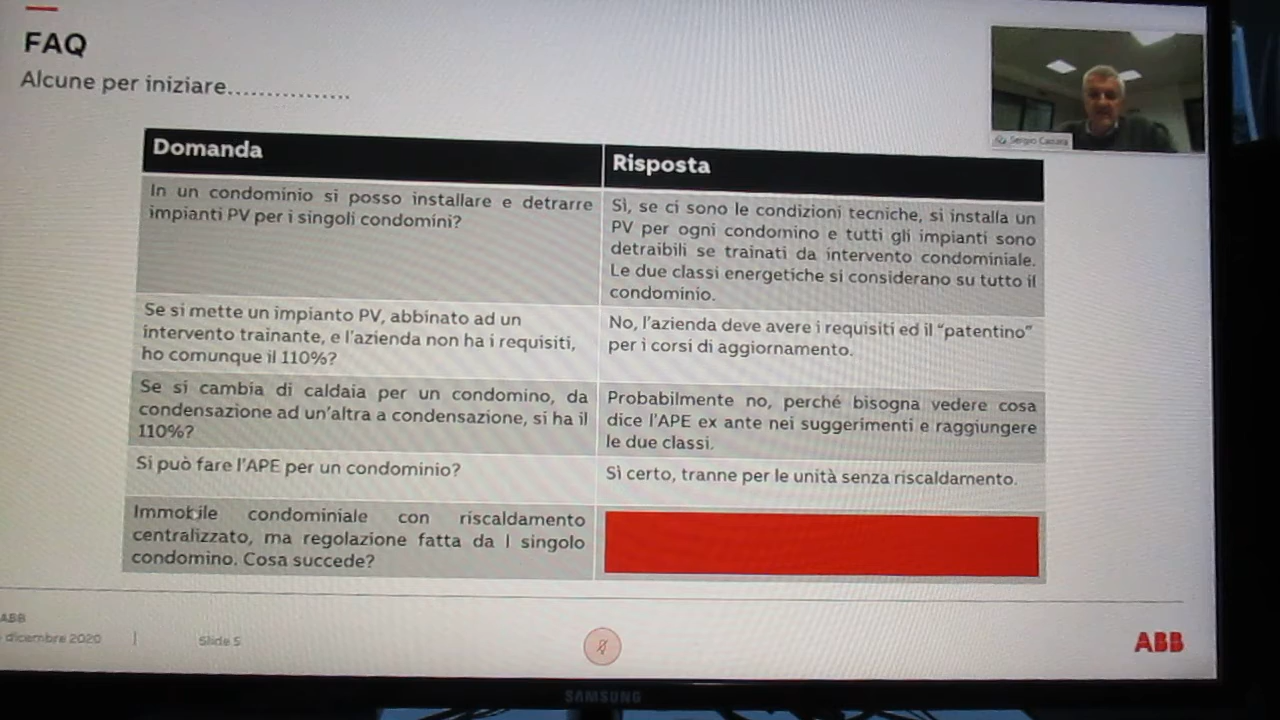 FAQ
Alcune per iniziare................
Domanda
Risposta
In un condominio si posso installare e detrarre
impianti PV per i singoli condomini?
Sì, se ci sono le condizioni tecniche, si installa un
PV per ogni condomino e tutti gli impianti sono
detraibili se trainati da intervento condominiale.
Le due classi energetiche si considerano su tutto il
condominio.
Se si mette un impianto PV, abbinato ad un
intervento trainante, e l'azienda non ha i requisiti,
ho comunque il 110%?
No, l'azienda deve avere i requisiti ed il "patentino"
per i corsi di aggiornamento.
Se si cambia di caldaia per un condomino, da
condensazione ad un'altra a condensazione, si ha il
110%?
Probabilmente no, perché bisogna vedere cosa
dice l'APE ex ante nei suggerimenti e raggiungere
le due classi.
Si può fare l'APE per un condominio?
Sì certo, tranne per le unità senza riscaldamento.
Immobile condominiale con riscaldamento
centralizzato, ma regolazione fatta da l singolo
condomino. Cosa succede?
Sergio
ABB
dicembre 2020
Slide 5
ABB
SAMSUNG